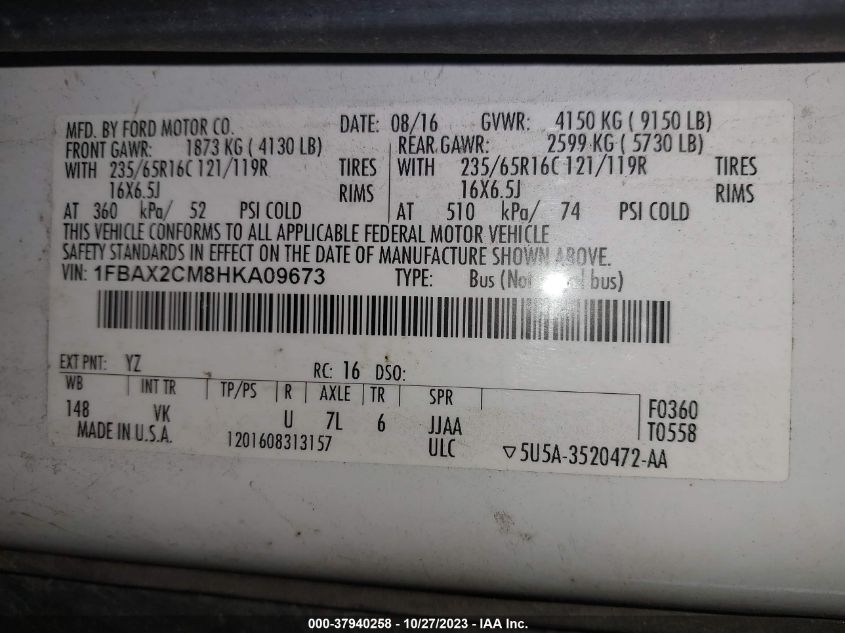 MFD. BY FORD MOTOR CO. DATE: 08/16 GVWR: 4150 KG ( 9150 LB)
FRONT GAWR: 1873 KG ( 4130 LB) REAR GAWR: 2599 KG ( 5730 LB)
WITH 235/65R16C 121/119R TIRES WITH 235/65R16C 121/119R TIRES
16X6.5J RIMS 16X6.5J RIMS
AT 360 kPa/ 52 PSI COLD AT 510 kPa/ 74 PSI COLD
THIS VEHICLE CONFORMS TO ALL APPLICABLE FEDERAL MOTOR VEHICLE
SAFETY STANDARDS IN EFFECT ON THE DATE OF MANUFACTURE SHOWN ABOVE.
VIN: 1FBAX2CM8HKA09673 TYPE: Bus (Not bus)
EXT PNT: YZ RC: 16 DSO:
WB INT TR TP/PS R AXLE TR SPR
148 VK U 7L 6 JJAA F0360
MADE IN U.S.A. 1201608313157 ULC ▽5U5A-3520472-AA T0558
000-37940258 - 10/27/2023 - IAA Inc.